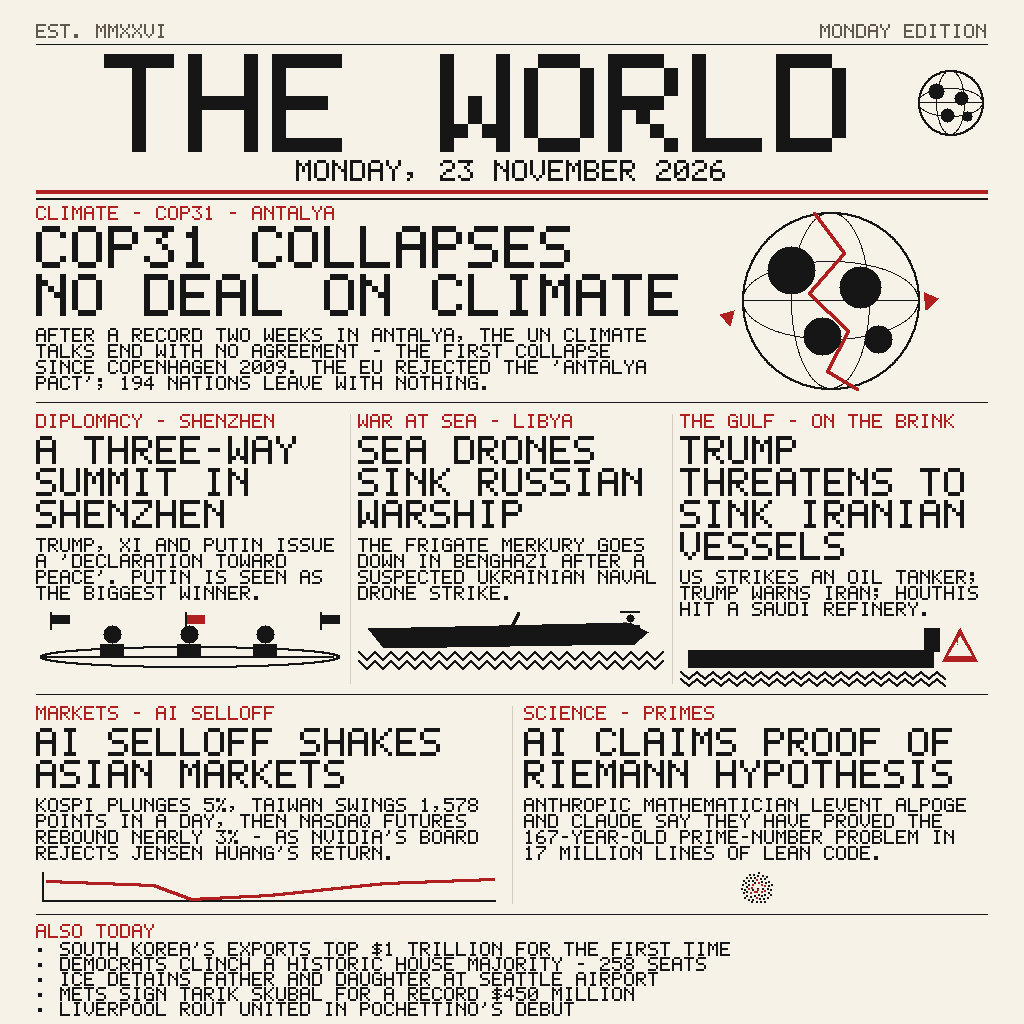 EST. MMXXVI
MONDAY EDITION
THE WORLD
MONDAY, 23 NOVEMBER 2026
CLIMATE - COP31 - ANTALYA
COP31 COLLAPSES
NO DEAL ON CLIMATE
AFTER A RECORD TWO WEEKS IN ANTALYA, THE UN CLIMATE
TALKS END WITH NO AGREEMENT - THE FIRST COLLAPSE
SINCE COPENHAGEN 2009. THE EU REJECTED THE 'ANTALYA
PACT'; 194 NATIONS LEAVE WITH NOTHING.
DIPLOMACY - SHENZHEN
A THREE-WAY
SUMMIT IN
SHENZHEN
TRUMP, XI AND PUTIN ISSUE
A 'DECLARATION TOWARD
PEACE'. PUTIN IS SEEN AS
THE BIGGEST WINNER.
WAR AT SEA - LIBYA
SEA DRONES
SINK RUSSIAN
WARSHIP
THE FRIGATE MERKURY GOES
DOWN IN BENGHAZI AFTER A
SUSPECTED UKRAINIAN NAVAL
DRONE STRIKE.
THE GULF - ON THE BRINK
TRUMP
THREATENS TO
SINK IRANIAN
VESSELS
US STRIKES AN OIL TANKER;
TRUMP WARNS IRAN; HOUTHIS
HIT A SAUDI REFINERY.
MARKETS - AI SELLOFF
AI SELLOFF SHAKES
ASIAN MARKETS
KOSPI PLUNGES 5%, TAIWAN SWINGS 1,578
POINTS IN A DAY, THEN NASDAQ FUTURES
REBOUND NEARLY 3% - AS NVIDIA'S BOARD
REJECTS JENSEN HUANG'S RETURN.
SCIENCE - PRIMES
AI CLAIMS PROOF OF
RIEMANN HYPOTHESIS
ANTHROPIC MATHEMATICIAN LEVENT ALPOGE
AND CLAUDE SAY THEY HAVE PROVED THE
167-YEAR-OLD PRIME-NUMBER PROBLEM IN
17 MILLION LINES OF LEAN CODE.
ALSO TODAY
• SOUTH KOREA'S EXPORTS TOP $1 TRILLION FOR THE FIRST TIME
• DEMOCRATS CLINCH A HISTORIC HOUSE MAJORITY - 258 SEATS
• ICE DETAINS FATHER AND DAUGHTER AT SEATTLE AIRPORT
• METS SIGN TARIK SKUBAL FOR A RECORD $450 MILLION
• LIVERPOOL ROUT UNITED IN POCHETTINO'S DEBUT